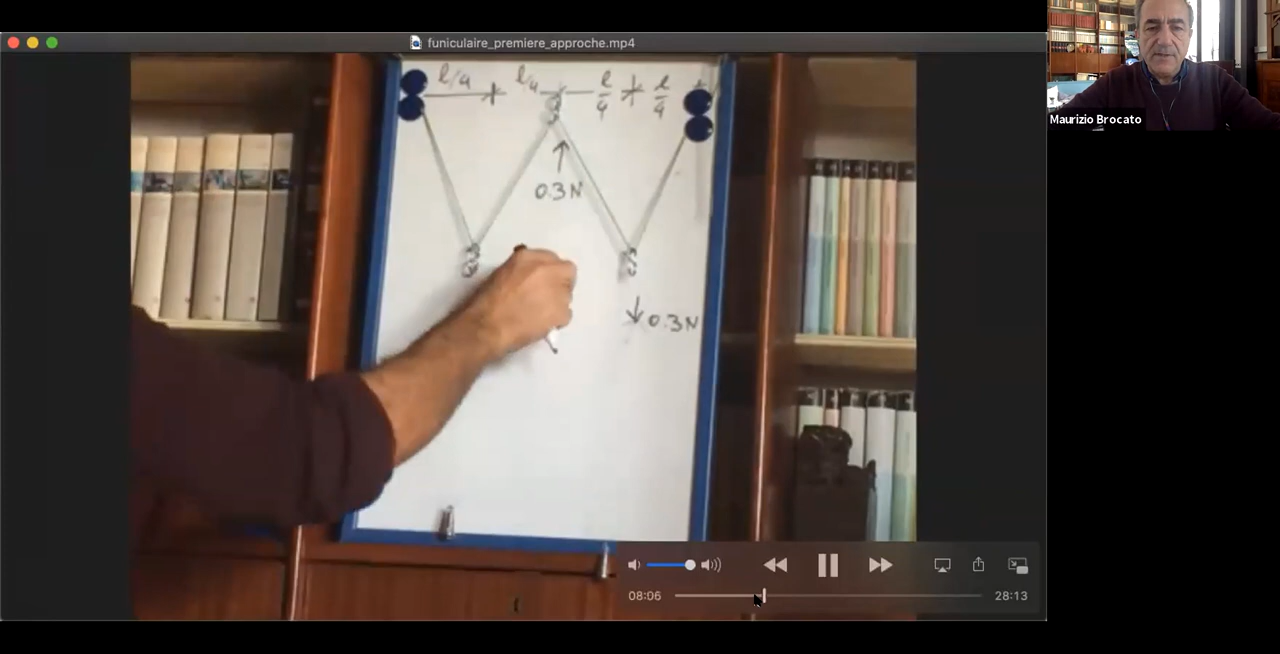 funiculaire_premiere_approche.mp4
Maurizio Brocato
l/4 l/4 l/4 l/4
0.3N
0.3N
08:06
28:13